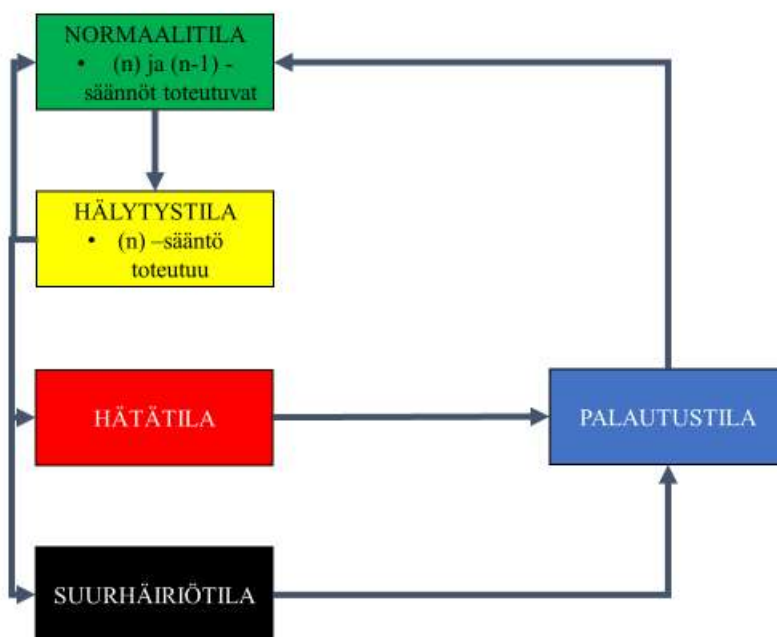 NORMAALITILA
• (n) ja (n-1) -
säännöt toteutuvat
HÄLYTYSTILA
• (n) –sääntö
toteutuu
HÄTÄTILA
PALAUTUSTILA
SUURHÄIRIÖTILA